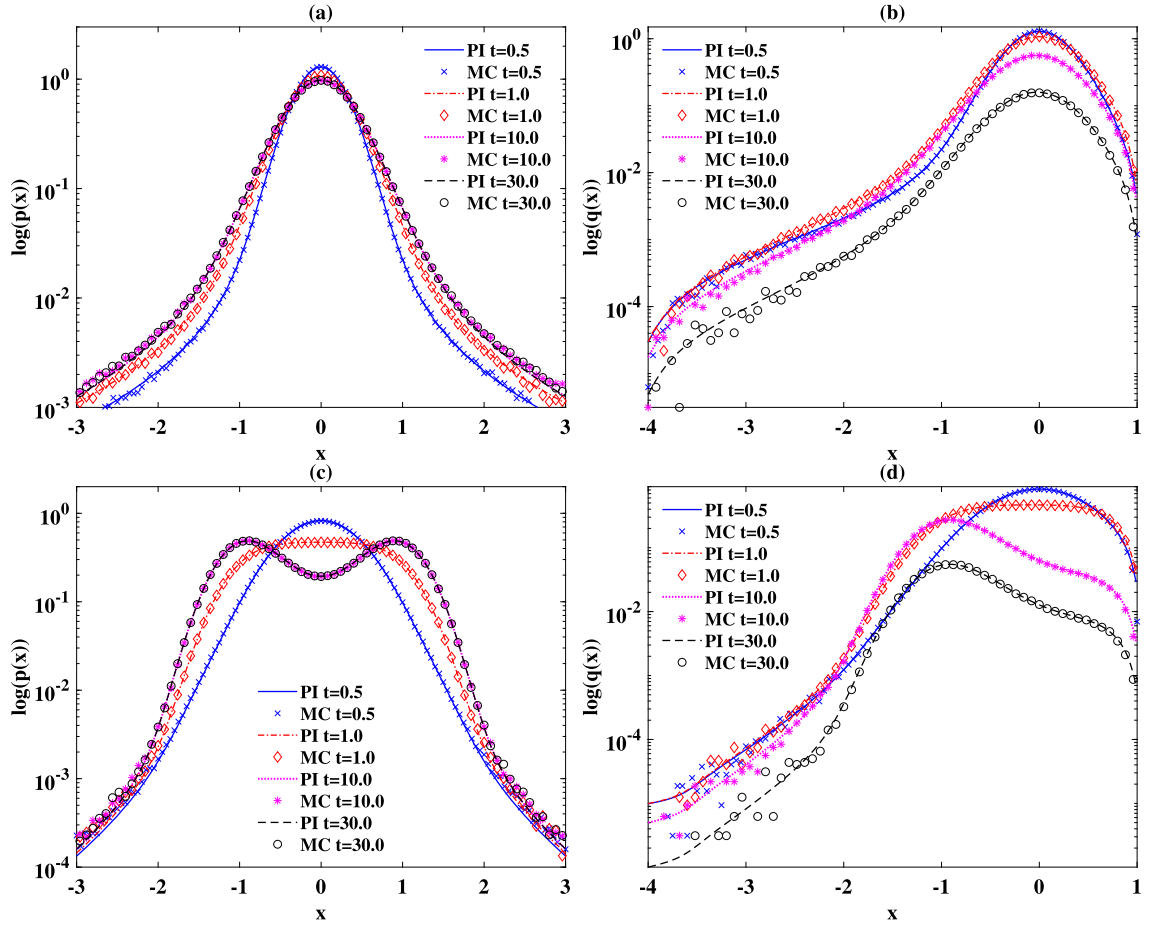 (a)
log(p(x))
10^0
10^-1
10^-2
10^-3
PI t=0.5
MC t=0.5
PI t=1.0
MC t=1.0
PI t=10.0
MC t=10.0
PI t=30.0
MC t=30.0
-3 -2 -1 0 1 2 3
x
(b)
log(q(x))
10^0
10^-2
10^-4
PI t=0.5
MC t=0.5
PI t=1.0
MC t=1.0
PI t=10.0
MC t=10.0
PI t=30.0
MC t=30.0
-4 -3 -2 -1 0 1
x
(c)
log(p(x))
10^0
10^-1
10^-2
10^-3
10^-4
PI t=0.5
MC t=0.5
PI t=1.0
MC t=1.0
PI t=10.0
MC t=10.0
PI t=30.0
MC t=30.0
-3 -2 -1 0 1 2 3
x
(d)
log(q(x))
10^-2
10^-4
PI t=0.5
MC t=0.5
PI t=1.0
MC t=1.0
PI t=10.0
MC t=10.0
PI t=30.0
MC t=30.0
-4 -3 -2 -1 0 1
x